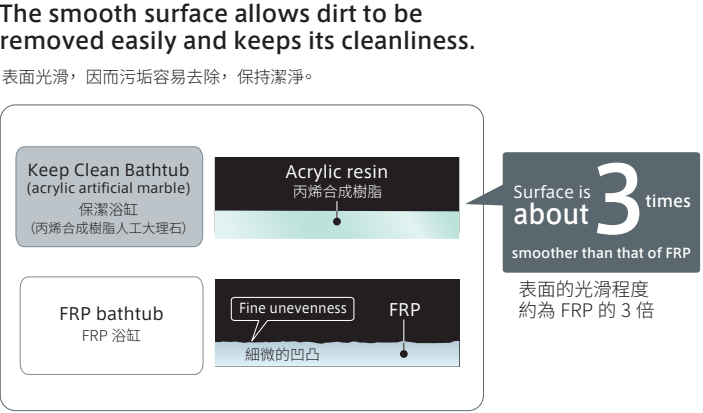 The smooth surface allows dirt to be
removed easily and keeps its cleanliness.
表面光滑，因而污垢容易去除，保持潔淨。
Keep Clean Bathtub
(acrylic artificial marble)
保潔浴缸
（丙烯合成樹脂人工大理石）
Acrylic resin
丙烯合成樹脂
Surface is
about 3 times
smoother than that of FRP
表面的光滑程度
約為 FRP 的 3 倍
FRP bathtub
FRP 浴缸
Fine unevenness
FRP
細微的凹凸